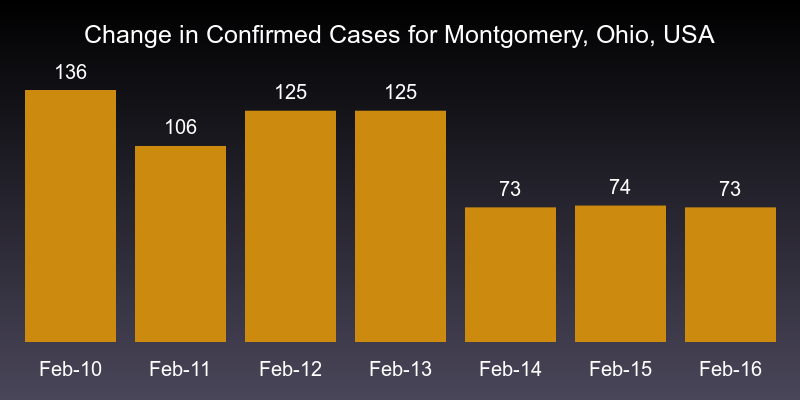 Change in Confirmed Cases for Montgomery, Ohio, USA
136
106
125
125
73
74
73
Feb-10
Feb-11
Feb-12
Feb-13
Feb-14
Feb-15
Feb-16